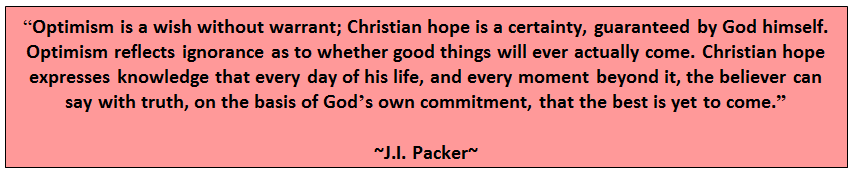 “Optimism is a wish without warrant; Christian hope is a certainty, guaranteed by God himself.
Optimism reflects ignorance as to whether good things will ever actually come. Christian hope
expresses knowledge that every day of his life, and every moment beyond it, the believer can
say with truth, on the basis of God’s own commitment, that the best is yet to come.”
~J.I. Packer~